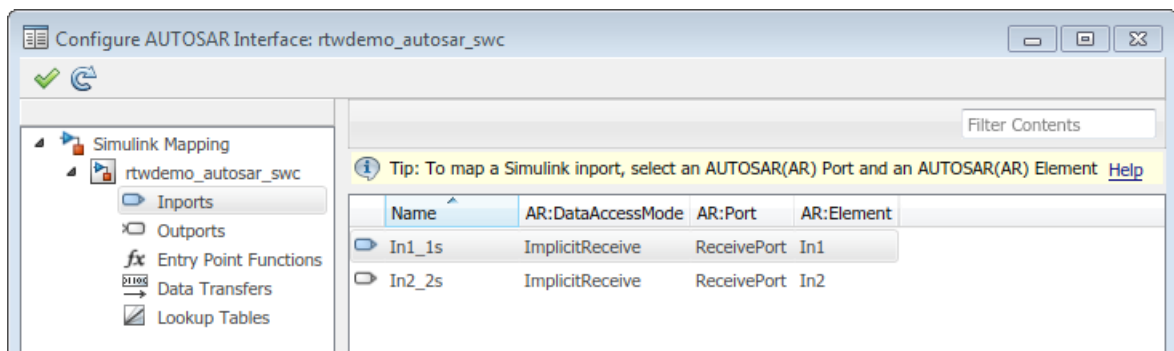 Configure AUTOSAR Interface: rtwdemo_autosar_swc
Filter Contents
Simulink Mapping
rtwdemo_autosar_swc
Inports
Outports
fx Entry Point Functions
Data Transfers
Lookup Tables
Tip: To map a Simulink inport, select an AUTOSAR(AR) Port and an AUTOSAR(AR) Element Help
Name AR:DataAccessMode AR:Port AR:Element
In1_1s ImplicitReceive ReceivePort In1
In2_2s ImplicitReceive ReceivePort In2